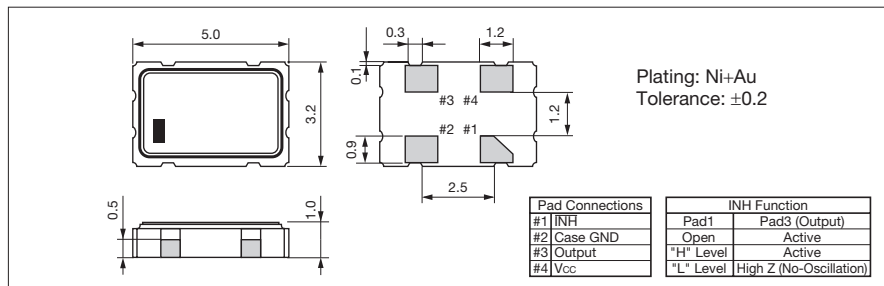 5.0
3.2
0.5
1.0
0.3
1.2
0.1
#3 #4
#2 #1
1.2
0.9
2.5
Plating: Ni+Au
Tolerance: ±0.2
Pad Connections
#1 INH
#2 Case GND
#3 Output
#4 Vcc
INH Function
Pad1 Pad3 (Output)
Open Active
"H" Level Active
"L" Level High Z (No-Oscillation)